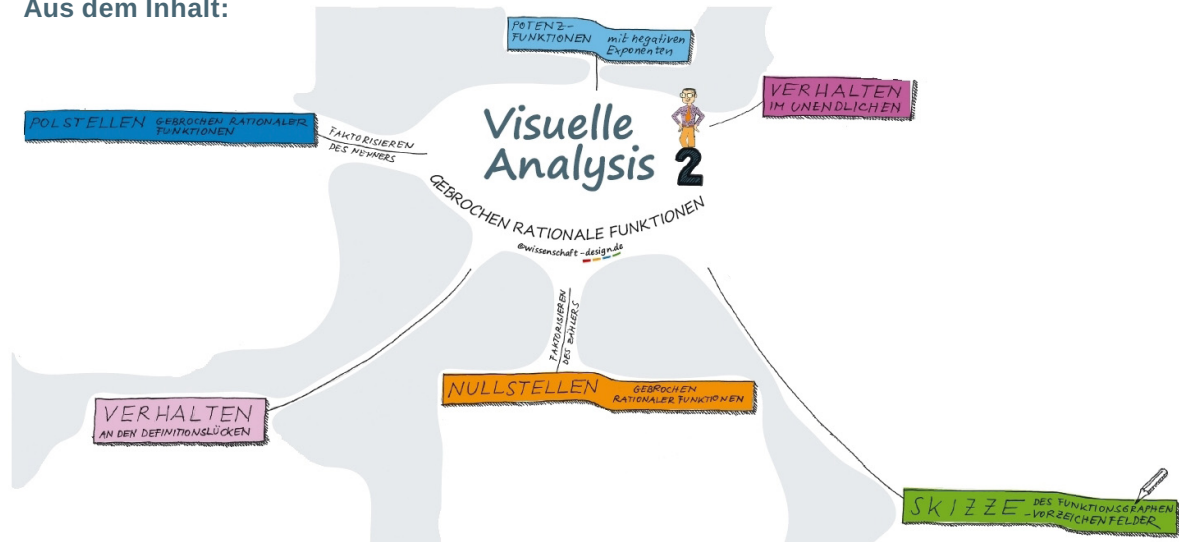 Aus dem Inhalt:
POTENZ-
FUNKTIONEN mit negativen
Exponenten
VERHALTEN
IM UNENDLICHEN
POLSTELLEN GEBROCHEN RATIONALER
FUNKTIONEN
FAKTORISIEREN
DES NENNERS
Visuelle
Analysis 2
GEBROCHEN RATIONALE FUNKTIONEN
©wissenschaft-design.de
FAKTORISIEREN
DES ZÄHLERS
NULLSTELLEN GEBROCHEN
RATIONALER FUNKTIONEN
VERHALTEN
AN DEN DEFINITIONSLÜCKEN
SKIZZE DES FUNKTIONSGRAPHEN
-VORZEICHENFELDER